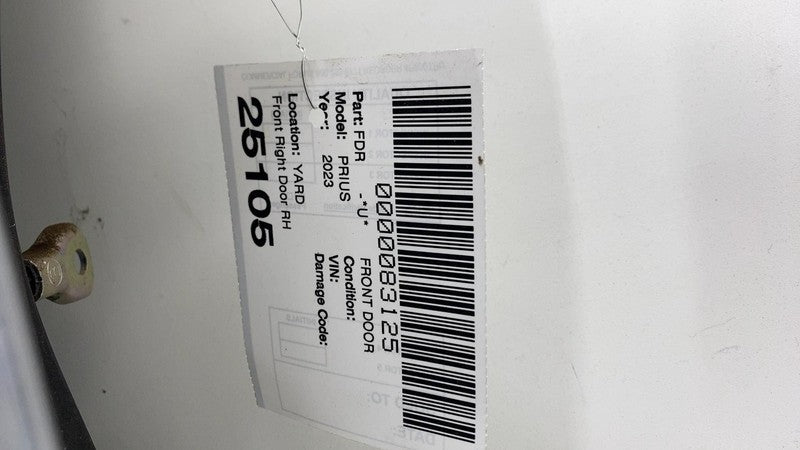 0000083125
Part: FDR -*U* FRONT DOOR
Model: PRIUS Condition:
Year: 2023 VIN:
Damage Code:
Location: YARD
Front Right Door RH
25105